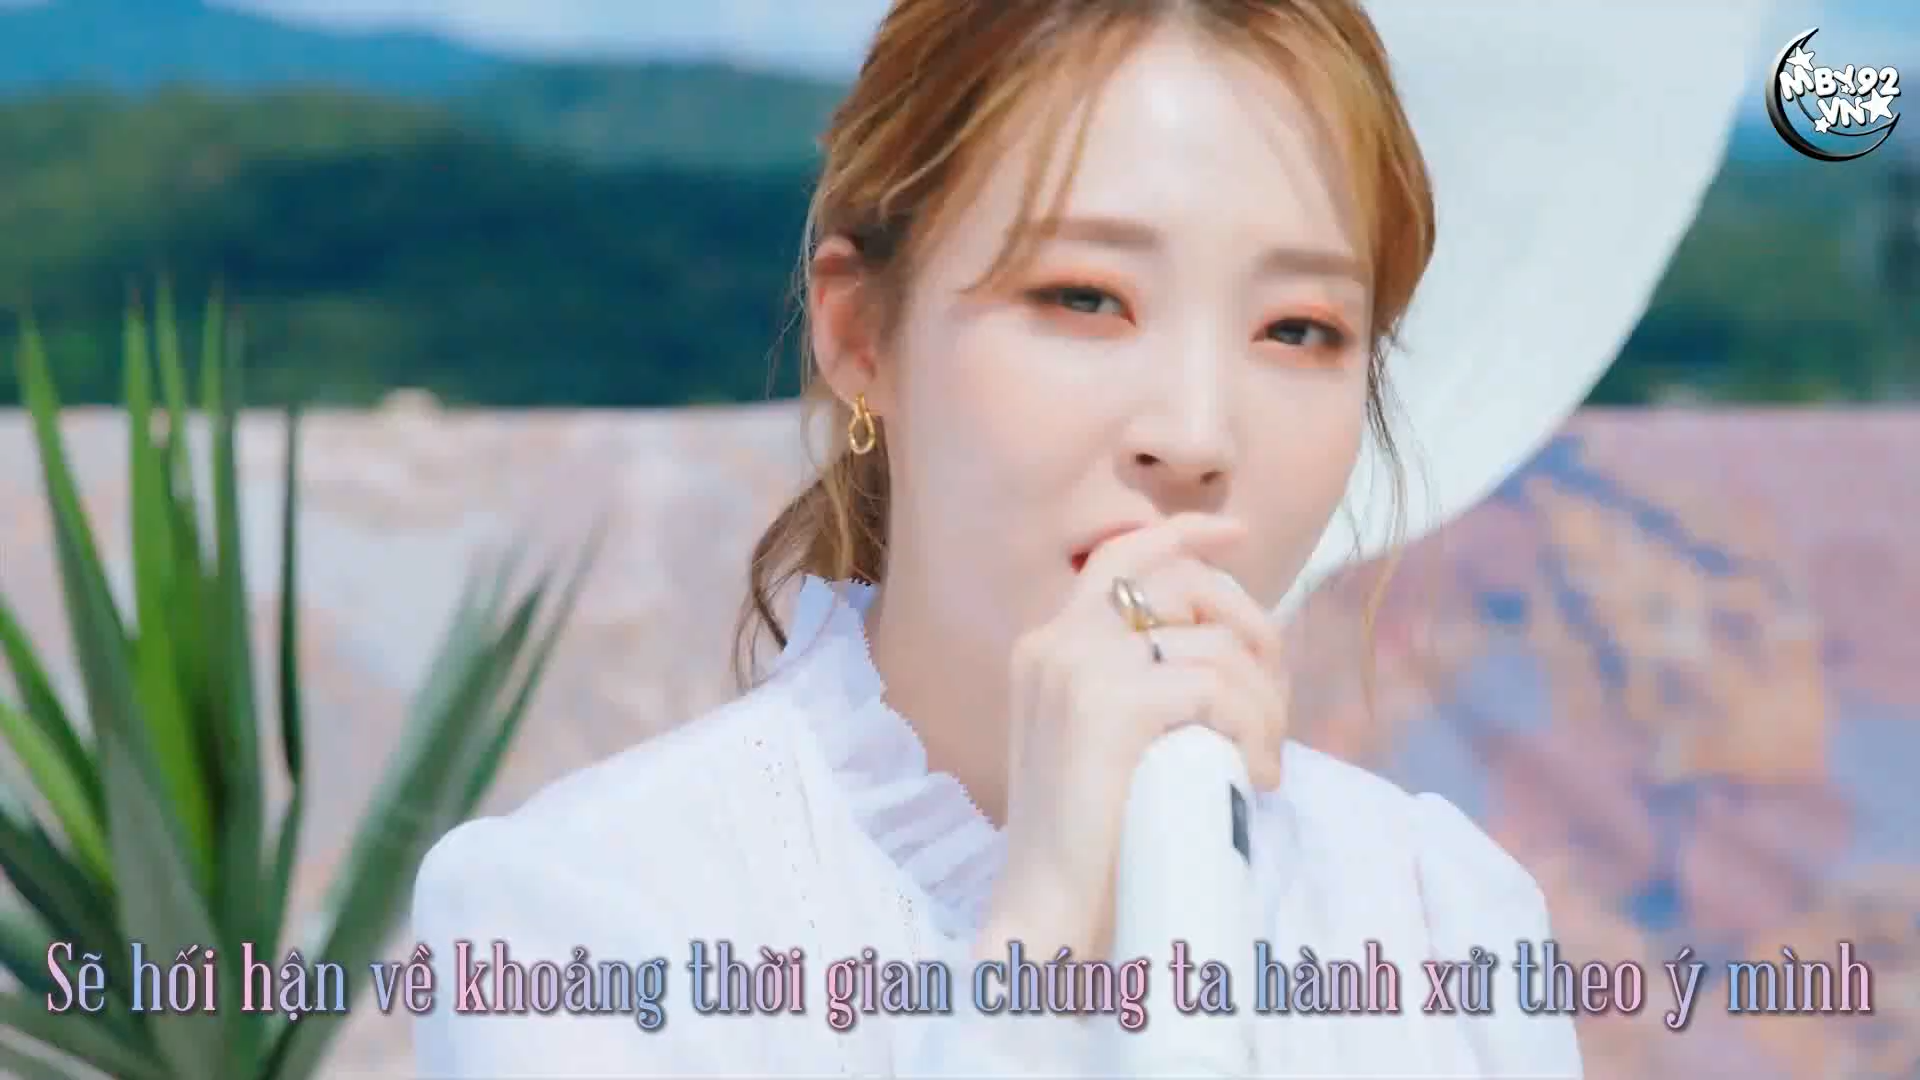 MBY92
VN
Sẽ hối hận về khoảng thời gian chúng ta hành xử theo ý mình